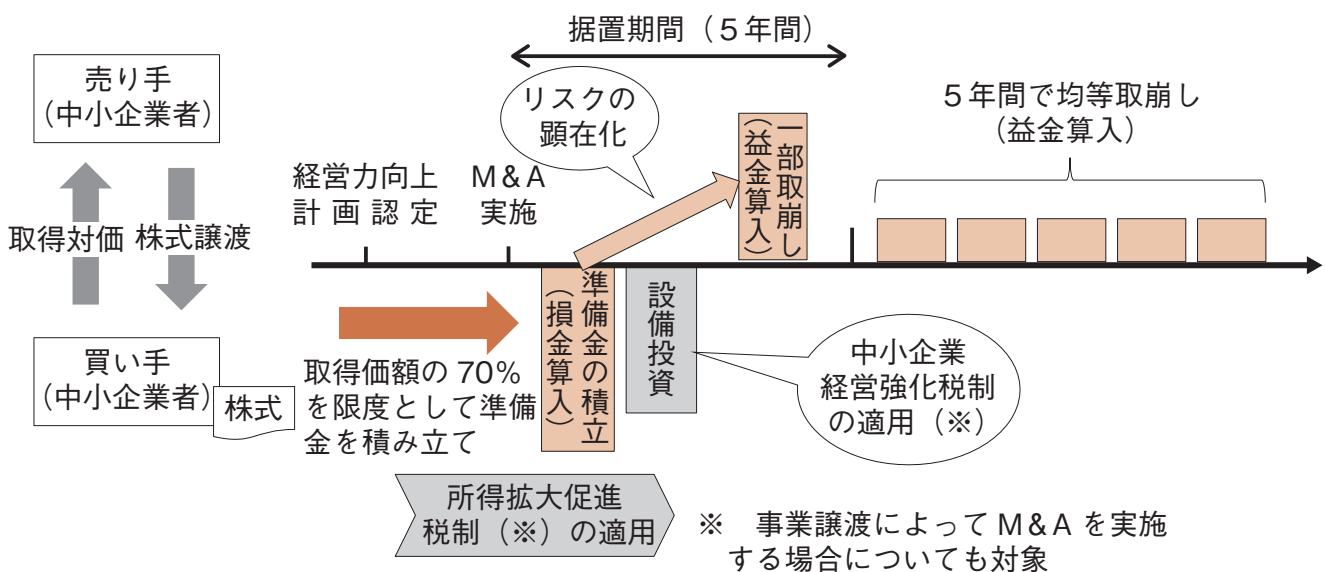 据置期間（５年間）
売り手
（中小企業者）
取得対価
株式譲渡
買い手
（中小企業者）
株式
経営力向上
計画認定
M＆A
実施
リスクの
顕在化
一部取崩し
（益金算入）
５年間で均等取崩し
（益金算入）
取得価額の 70%
を限度として準備
金を積み立て
準備金の積立
（損金算入）
設備投資
中小企業
経営強化税制
の適用（※）
所得拡大促進
税制（※）の適用
※　事業譲渡によって M＆A を実施
する場合についても対象